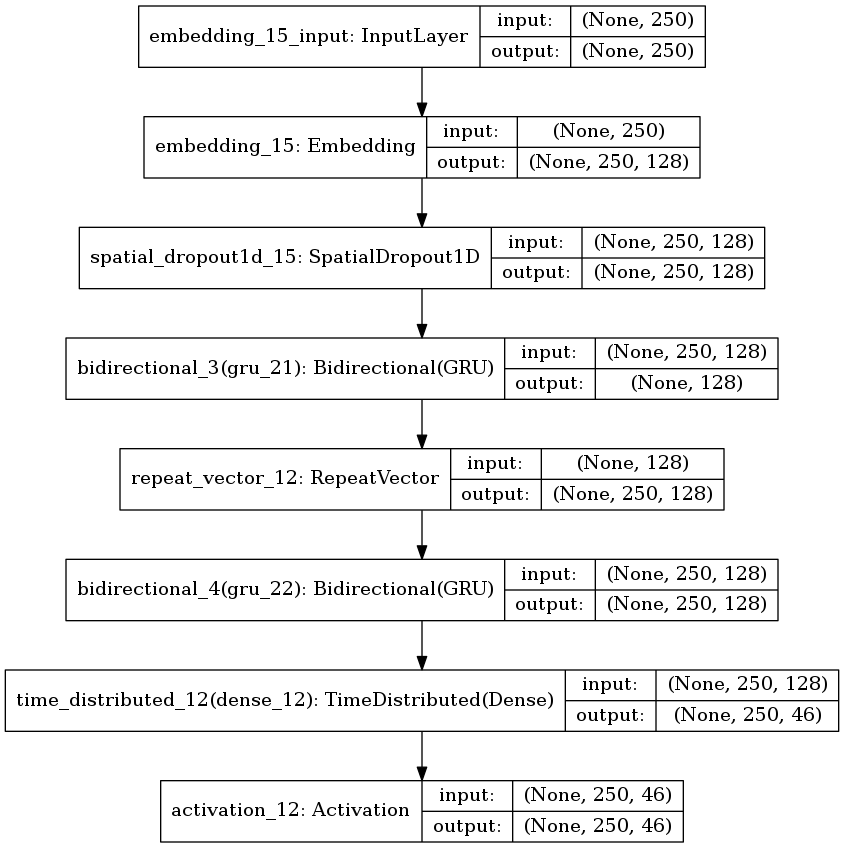 embedding_15_input: InputLayer
input: (None, 250)
output: (None, 250)
embedding_15: Embedding
input: (None, 250)
output: (None, 250, 128)
spatial_dropout1d_15: SpatialDropout1D
input: (None, 250, 128)
output: (None, 250, 128)
bidirectional_3(gru_21): Bidirectional(GRU)
input: (None, 250, 128)
output: (None, 128)
repeat_vector_12: RepeatVector
input: (None, 128)
output: (None, 250, 128)
bidirectional_4(gru_22): Bidirectional(GRU)
input: (None, 250, 128)
output: (None, 250, 128)
time_distributed_12(dense_12): TimeDistributed(Dense)
input: (None, 250, 128)
output: (None, 250, 46)
activation_12: Activation
input: (None, 250, 46)
output: (None, 250, 46)